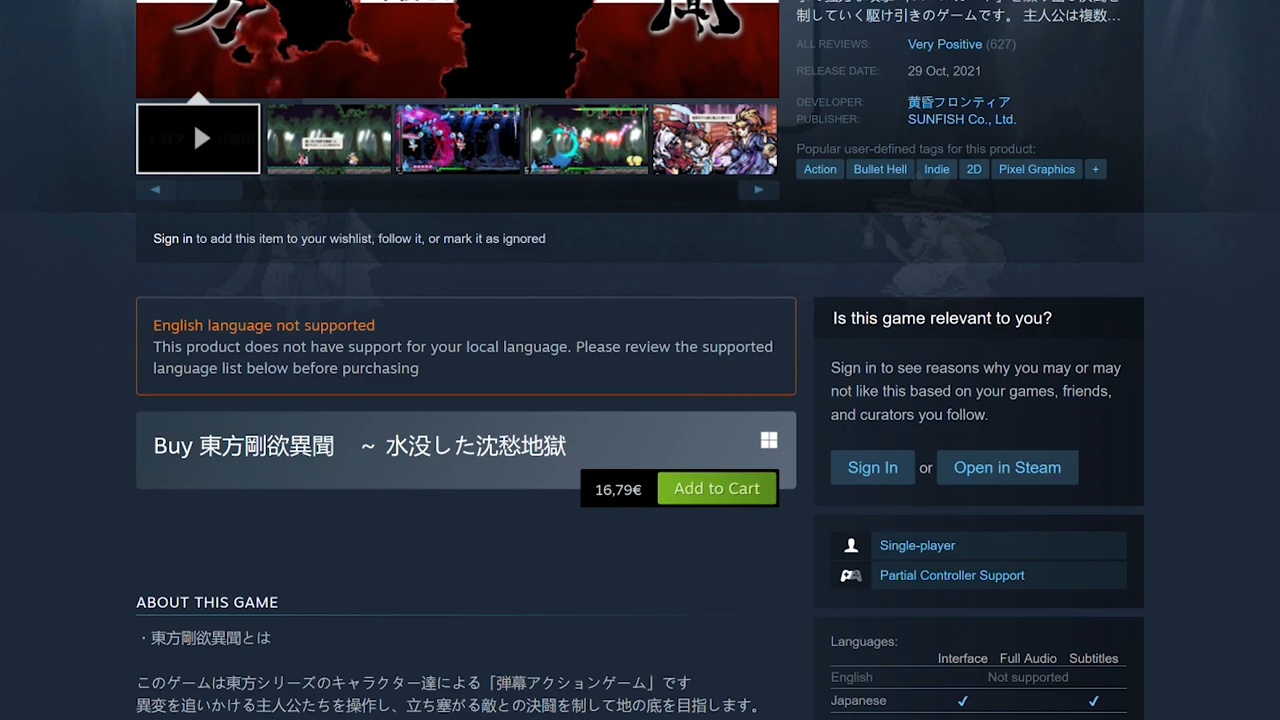 制していく駆け引きのゲームです。 主人公は複数...
ALL REVIEWS: Very Positive (627)
RELEASE DATE: 29 Oct, 2021
DEVELOPER: 黄昏フロンティア
PUBLISHER: SUNFISH Co., Ltd.
Popular user-defined tags for this product:
Action Bullet Hell Indie 2D Pixel Graphics +
Sign in to add this item to your wishlist, follow it, or mark it as ignored
English language not supported
This product does not have support for your local language. Please review the supported
language list below before purchasing
Buy 東方剛欲異聞 ~ 水没した沈愁地獄
16,79€ Add to Cart
Is this game relevant to you?
Sign in to see reasons why you may or may
not like this based on your games, friends,
and curators you follow.
Sign In or Open in Steam
Single-player
Partial Controller Support
ABOUT THIS GAME
・東方剛欲異聞とは
このゲームは東方シリーズのキャラクター達による「弾幕アクションゲーム」です
異変を追いかける主人公たちを操作し、立ち塞がる敵との決闘を制して地の底を目指します。
Languages:
Interface Full Audio Subtitles
English Not supported
Japanese ✓ ✓